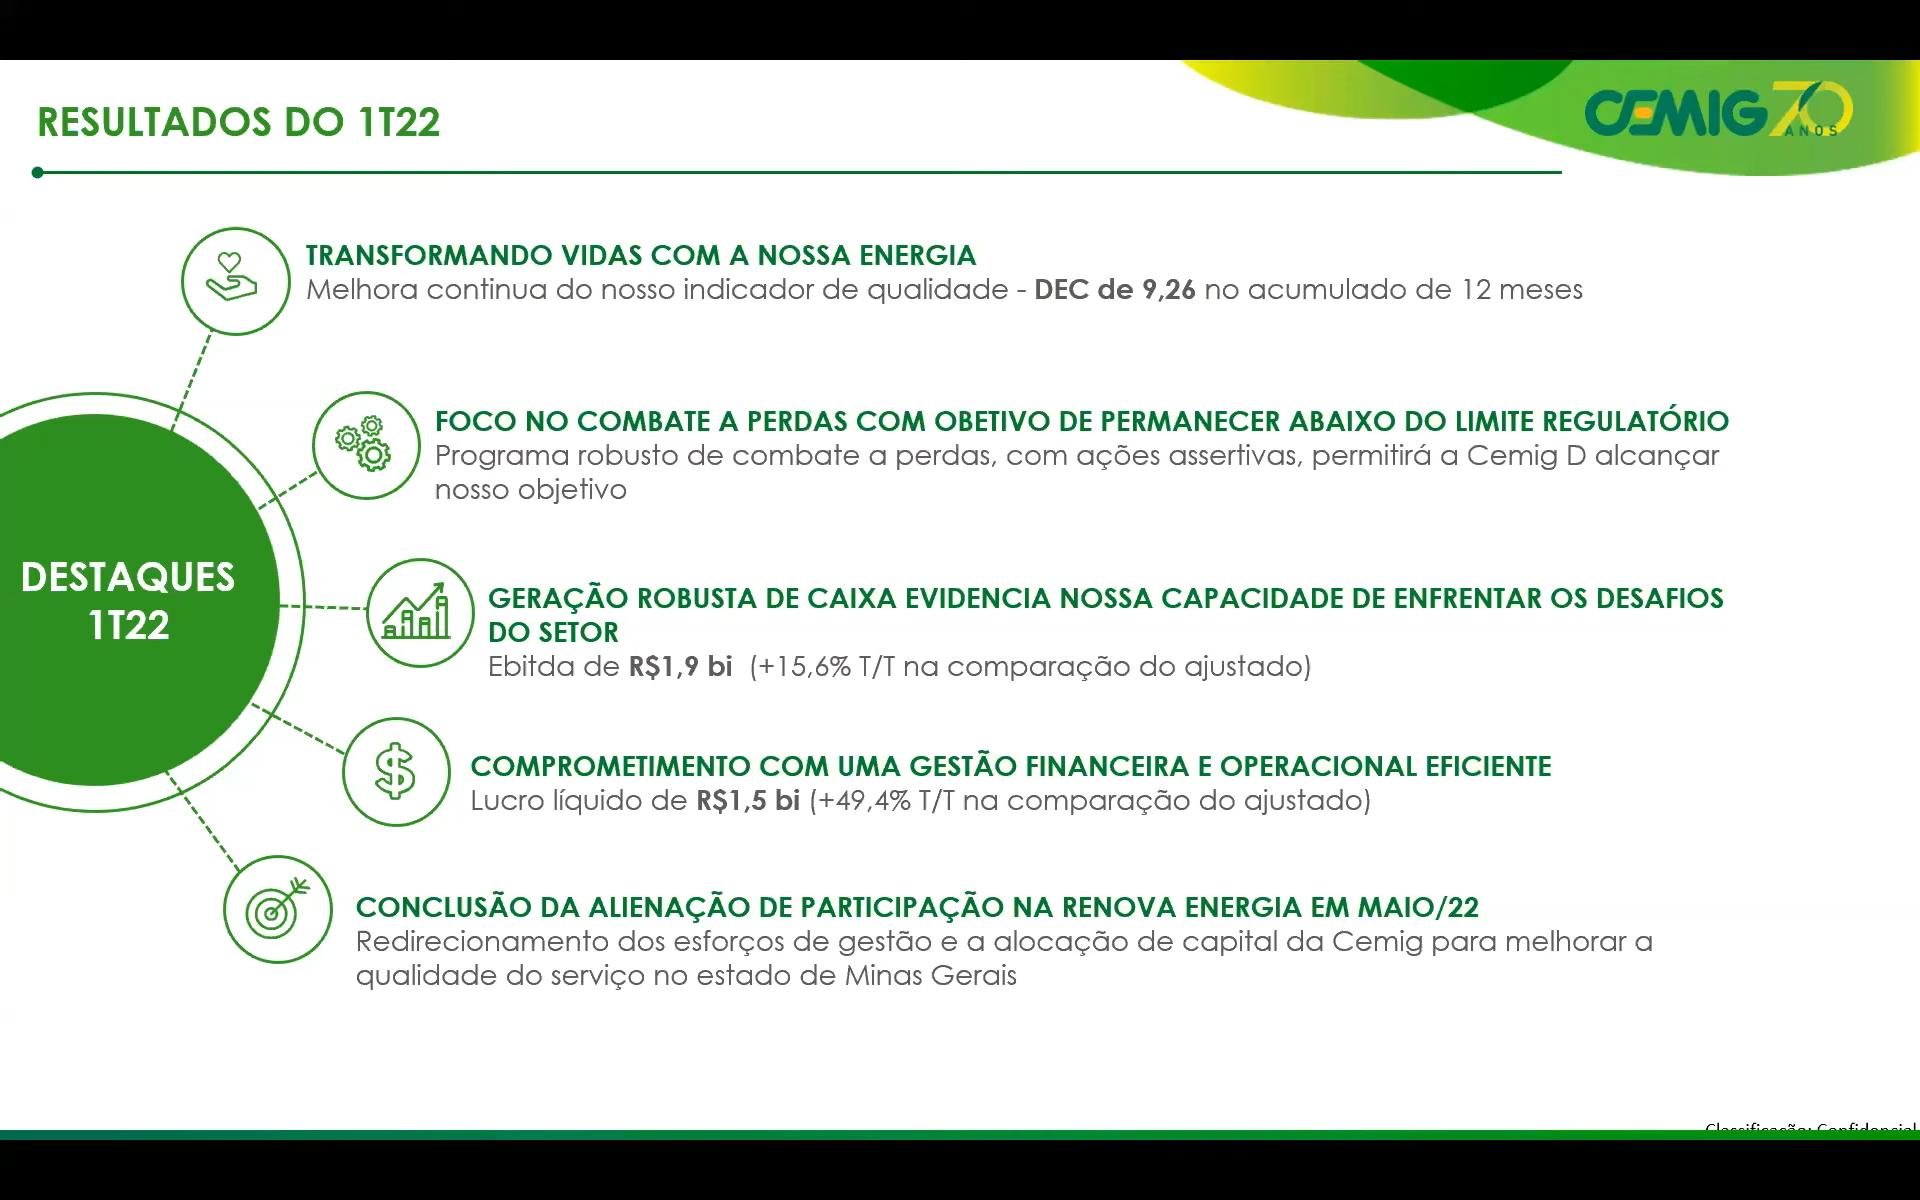 RESULTADOS DO 1T22
CEMIG 70
ANOS
TRANSFORMANDO VIDAS COM A NOSSA ENERGIA
Melhora continua do nosso indicador de qualidade - DEC de 9,26 no acumulado de 12 meses
FOCO NO COMBATE A PERDAS COM OBETIVO DE PERMANECER ABAIXO DO LIMITE REGULATÓRIO
Programa robusto de combate a perdas, com ações assertivas, permitirá a Cemig D alcançar
nosso objetivo
DESTAQUES
1T22
GERAÇÃO ROBUSTA DE CAIXA EVIDENCIA NOSSA CAPACIDADE DE ENFRENTAR OS DESAFIOS
DO SETOR
Ebitda de R$1,9 bi (+15,6% T/T na comparação do ajustado)
COMPROMETIMENTO COM UMA GESTÃO FINANCEIRA E OPERACIONAL EFICIENTE
Lucro líquido de R$1,5 bi (+49,4% T/T na comparação do ajustado)
CONCLUSÃO DA ALIENAÇÃO DE PARTICIPAÇÃO NA RENOVA ENERGIA EM MAIO/22
Redirecionamento dos esforços de gestão e a alocação de capital da Cemig para melhorar a
qualidade do serviço no estado de Minas Gerais
Classificação: Confidencial